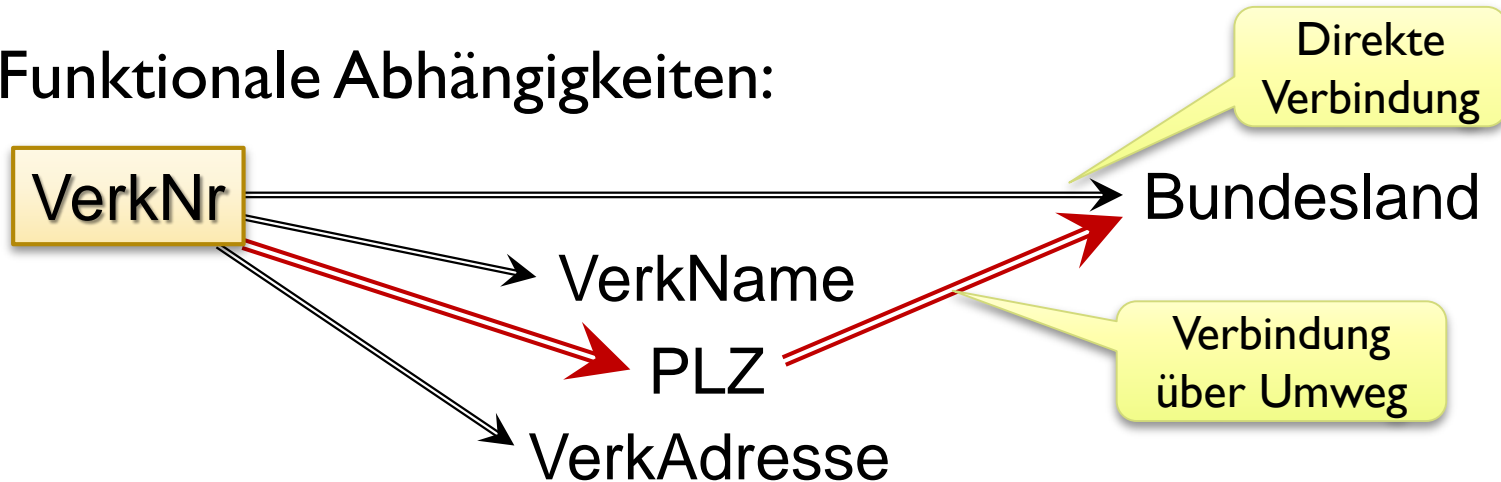 Funktionale Abhängigkeiten:
Direkte
Verbindung
VerkNr
Bundesland
VerkName
PLZ
Verbindung
über Umweg
VerkAdresse